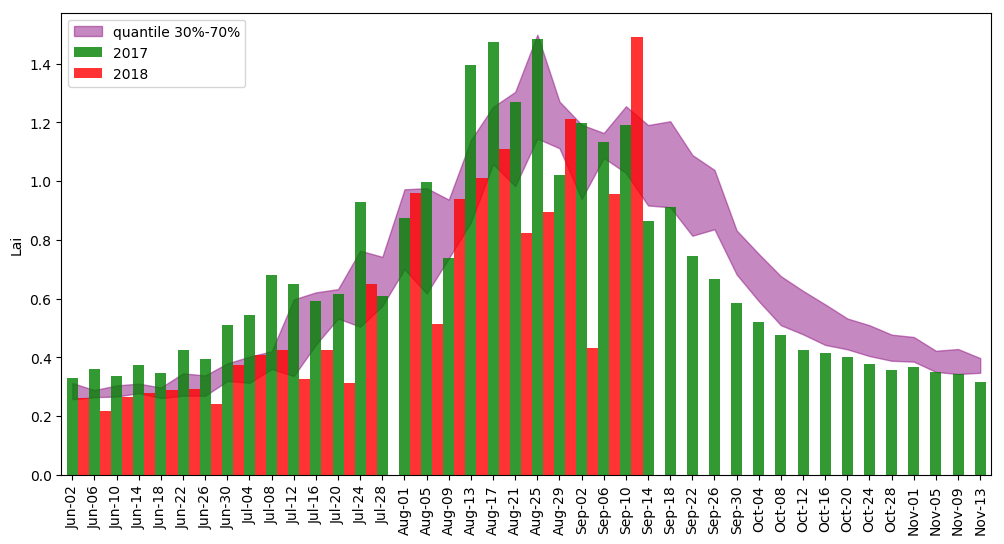 quantile 30%-70%
2017
2018
Lai
1.4
1.2
1.0
0.8
0.6
0.4
0.2
0.0
Jun-02
Jun-06
Jun-10
Jun-14
Jun-18
Jun-22
Jun-26
Jun-30
Jul-04
Jul-08
Jul-12
Jul-16
Jul-20
Jul-24
Jul-28
Aug-01
Aug-05
Aug-09
Aug-13
Aug-17
Aug-21
Aug-25
Aug-29
Sep-02
Sep-06
Sep-10
Sep-14
Sep-18
Sep-22
Sep-26
Sep-30
Oct-04
Oct-08
Oct-12
Oct-16
Oct-20
Oct-24
Oct-28
Nov-01
Nov-05
Nov-09
Nov-13